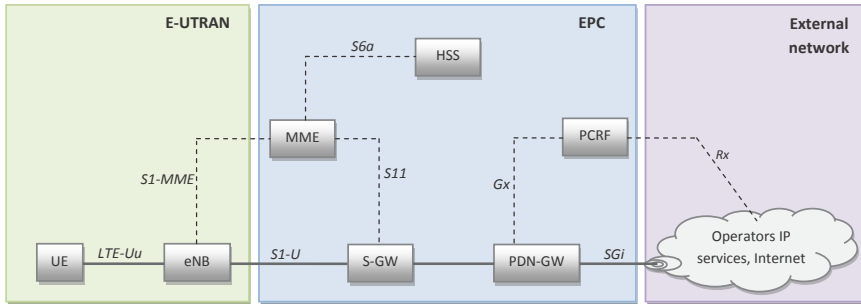 E-UTRAN
EPC
External
network
S6a
HSS
MME
PCRF
S1-MME
S11
Gx
Rx
UE
LTE-Uu
eNB
S1-U
S-GW
PDN-GW
SGi
Operators IP
services, Internet